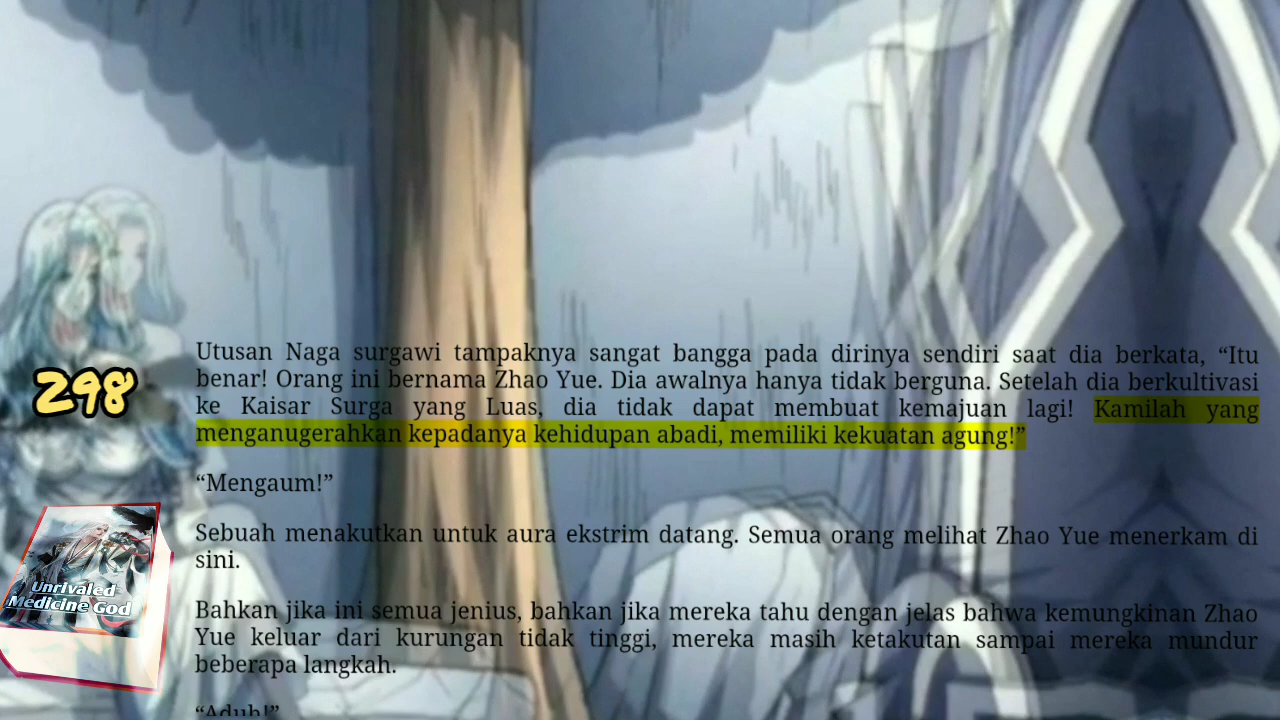 Utusan Naga surgawi tampaknya sangat bangga pada dirinya sendiri saat dia berkata, “Itu
benar! Orang ini bernama Zhao Yue. Dia awalnya hanya tidak berguna. Setelah dia berkultivasi
ke Kaisar Surga yang Luas, dia tidak dapat membuat kemajuan lagi! Kamilah yang
menganugerahkan kepadanya kehidupan abadi, memiliki kekuatan agung!”
298
“Mengaum!”
Sebuah menakutkan untuk aura ekstrim datang. Semua orang melihat Zhao Yue menerkam di
sini.
Unrivaled
Medicine God
Bahkan jika ini semua jenius, bahkan jika mereka tahu dengan jelas bahwa kemungkinan Zhao
Yue keluar dari kurungan tidak tinggi, mereka masih ketakutan sampai mereka mundur
beberapa langkah.
“Aduh!”